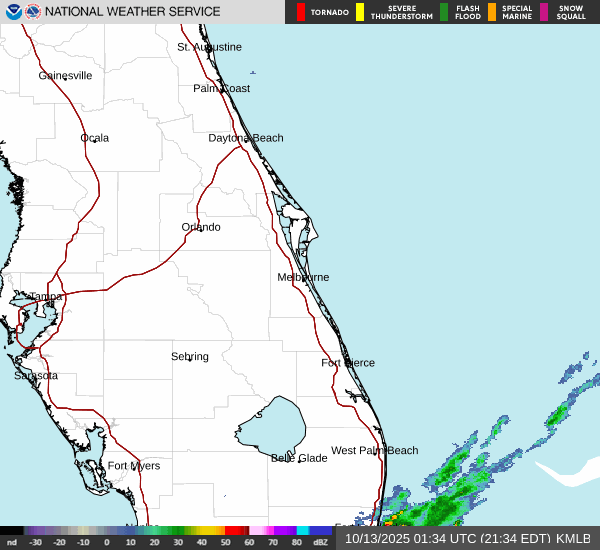 NATIONAL WEATHER SERVICE
TORNADO
SEVERE THUNDERSTORM
FLASH FLOOD
SPECIAL MARINE
SNOW SQUALL
St. Augustine
Gainesville
Palm Coast
Ocala
Daytona Beach
Orlando
Melbourne
Tampa
Sebring
Fort Pierce
Sarasota
West Palm Beach
Belle Glade
Fort Myers
nd -30 -20 -10 0 10 20 30 40 50 60 70 80 dBZ
10/13/2025 01:34 UTC (21:34 EDT) KMLB